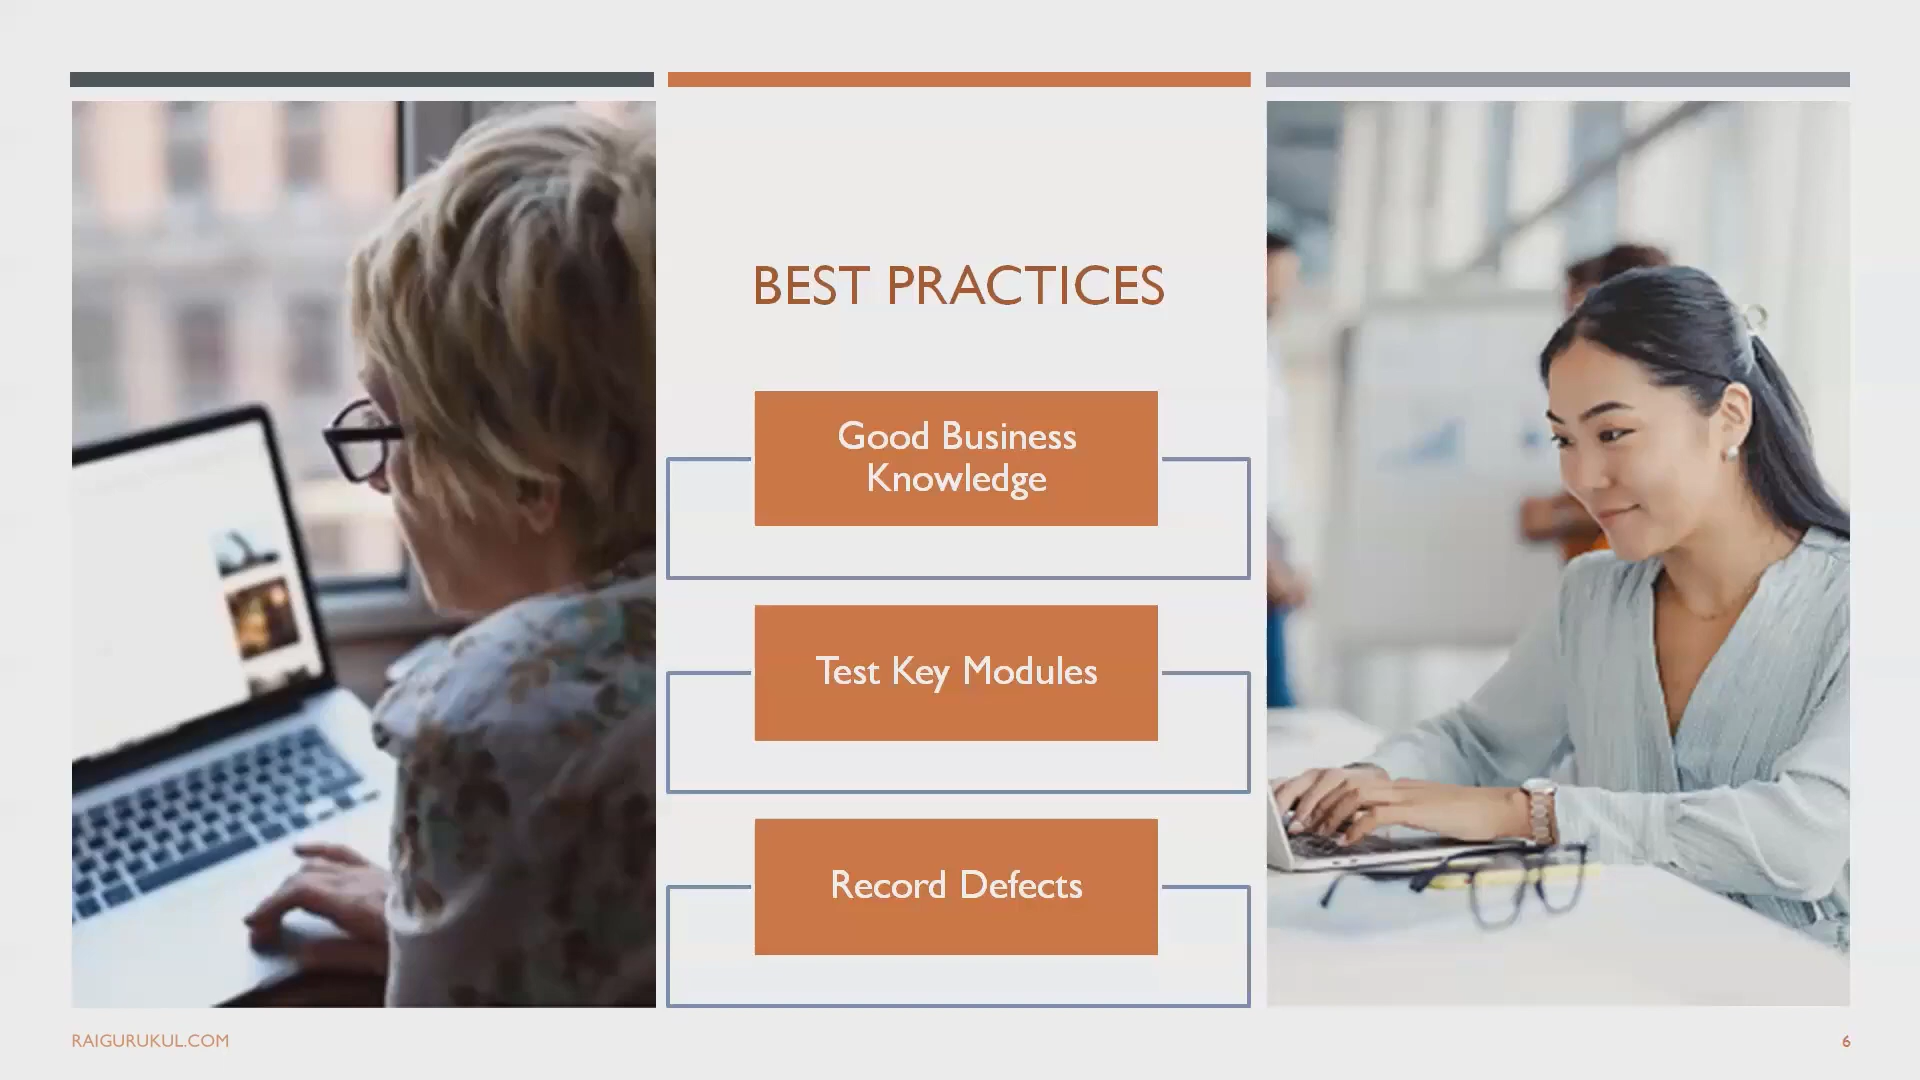 BEST PRACTICES
Good Business
Knowledge
Test Key Modules
Record Defects
RAIGURUKUL.COM
6